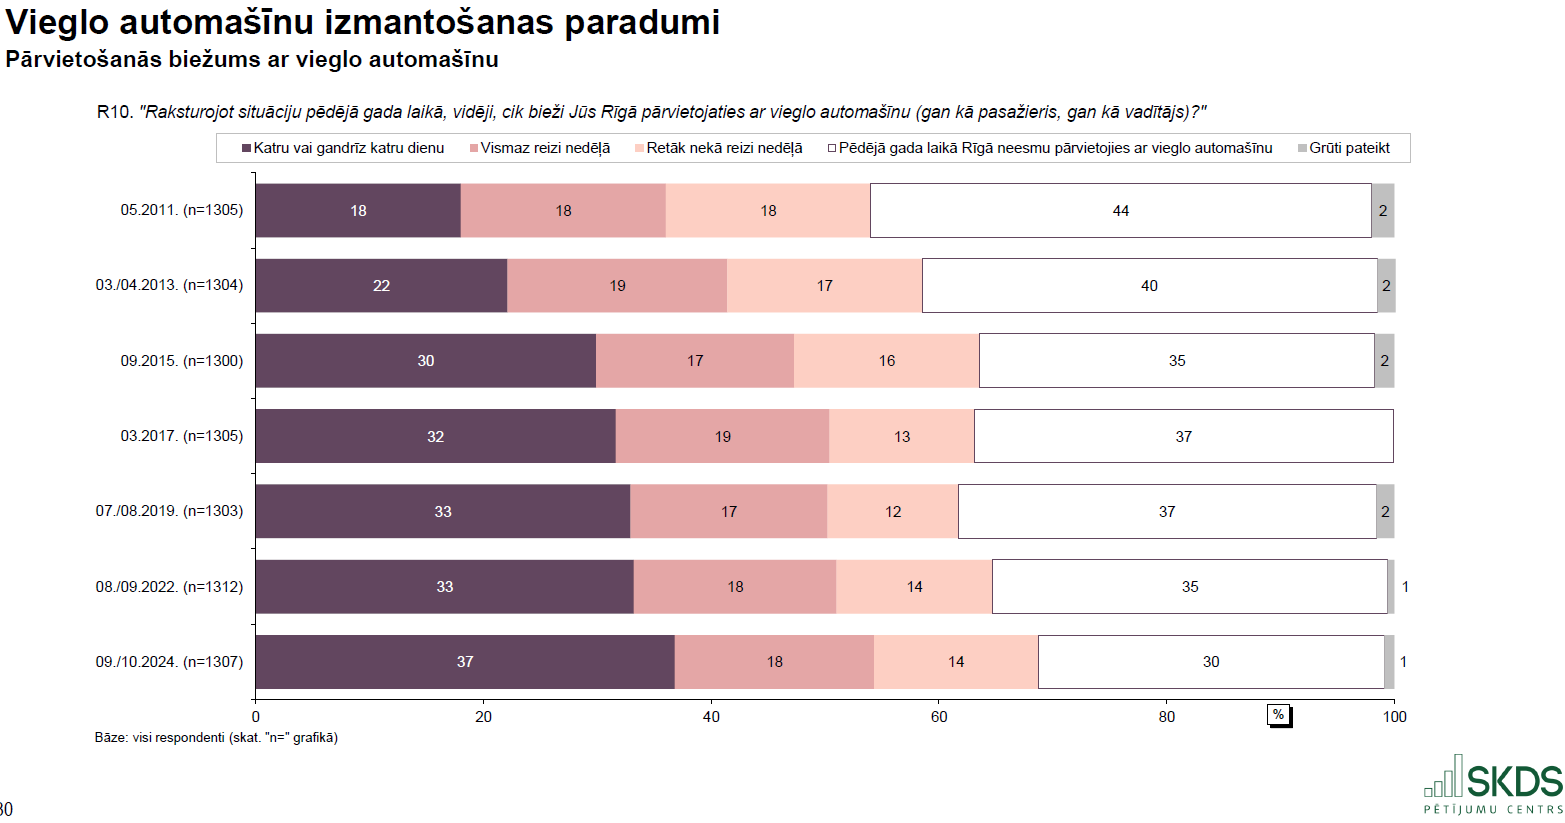 Vieglo automašīnu izmantošanas paradumi
Pārvietošanās biežums ar vieglo automašīnu
R10. "Raksturojot situāciju pēdējā gada laikā, vidēji, cik bieži Jūs Rīgā pārvietojaties ar vieglo automašīnu (gan kā pasažieris, gan kā vadītājs)?"
Katru vai gandrīz katru dienu Vismaz reizi nedēļā Retāk nekā reizi nedēļā Pēdējā gada laikā Rīgā neesmu pārvietojies ar vieglo automašīnu Grūti pateikt
05.2011. (n=1305) 18 18 18 44 2
03./04.2013. (n=1304) 22 19 17 40 2
09.2015. (n=1300) 30 17 16 35 2
03.2017. (n=1305) 32 19 13 37
07./08.2019. (n=1303) 33 17 12 37 2
08./09.2022. (n=1312) 33 18 14 35 1
09./10.2024. (n=1307) 37 18 14 30 1
0 20 40 60 80 % 100
Bāze: visi respondenti (skat. "n=" grafikā)
SKDS
PĒTĪJUMU CENTRS